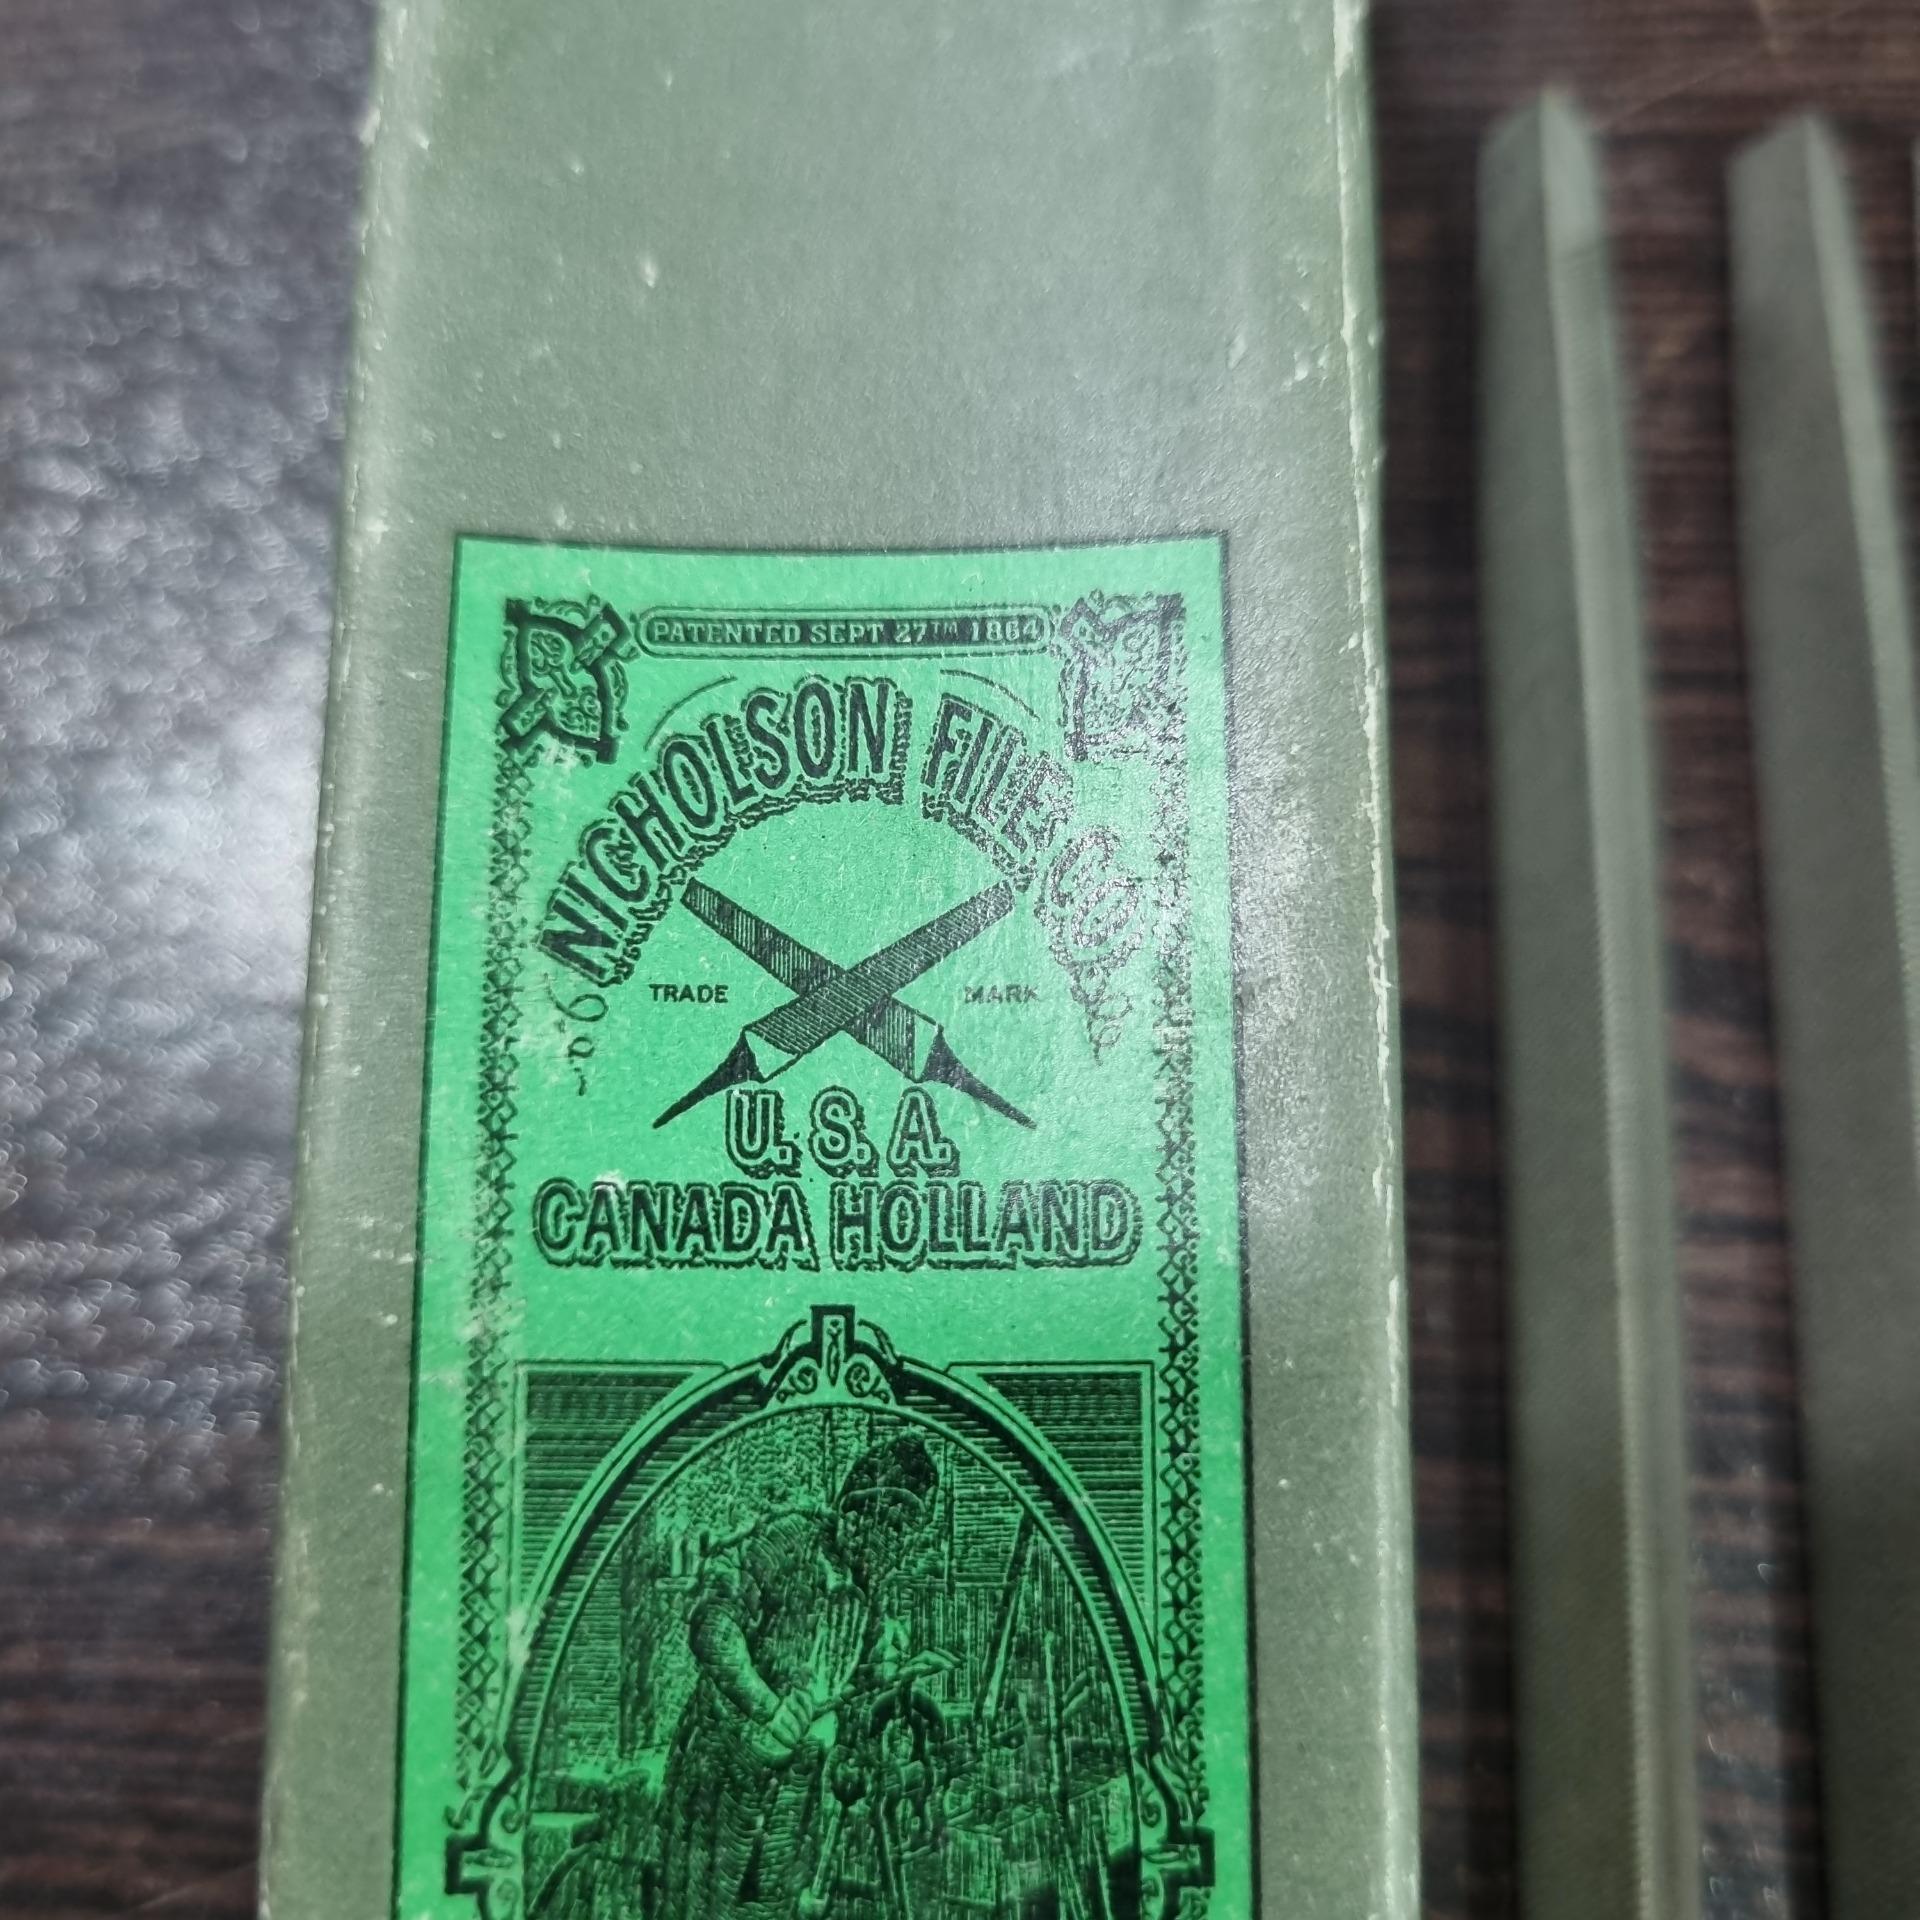 PATENTED SEPT 27TH 1864
NICHOLSON FILE CO
TRADE MARK
U.S.A.
CANADA HOLLAND